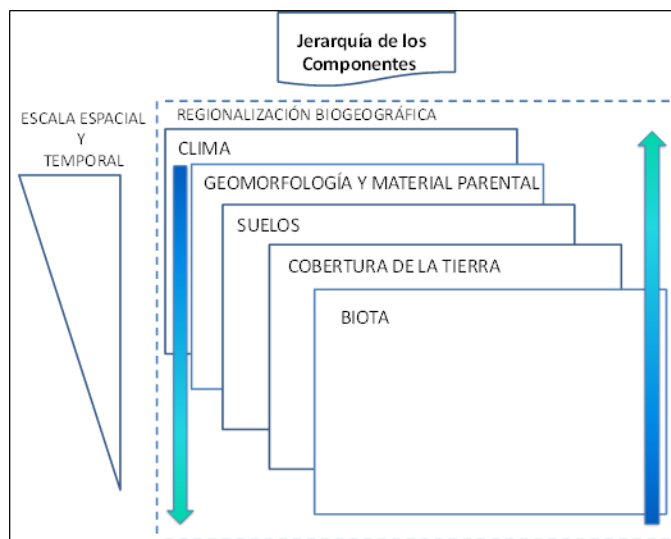 Jerarquía de los
Componentes
ESCALA ESPACIAL
Y
TEMPORAL
REGIONALIZACIÓN BIOGEOGRÁFICA
CLIMA
GEOMORFOLOGÍA Y MATERIAL PARENTAL
SUELOS
COBERTURA DE LA TIERRA
BIOTA